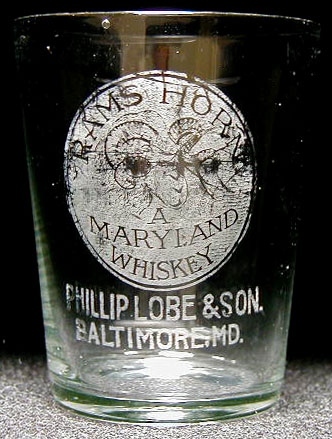 RAMS HORN
A
MARYLAND
WHISKEY
PHILLIP LOBE & SON.
BALTIMORE, MD.